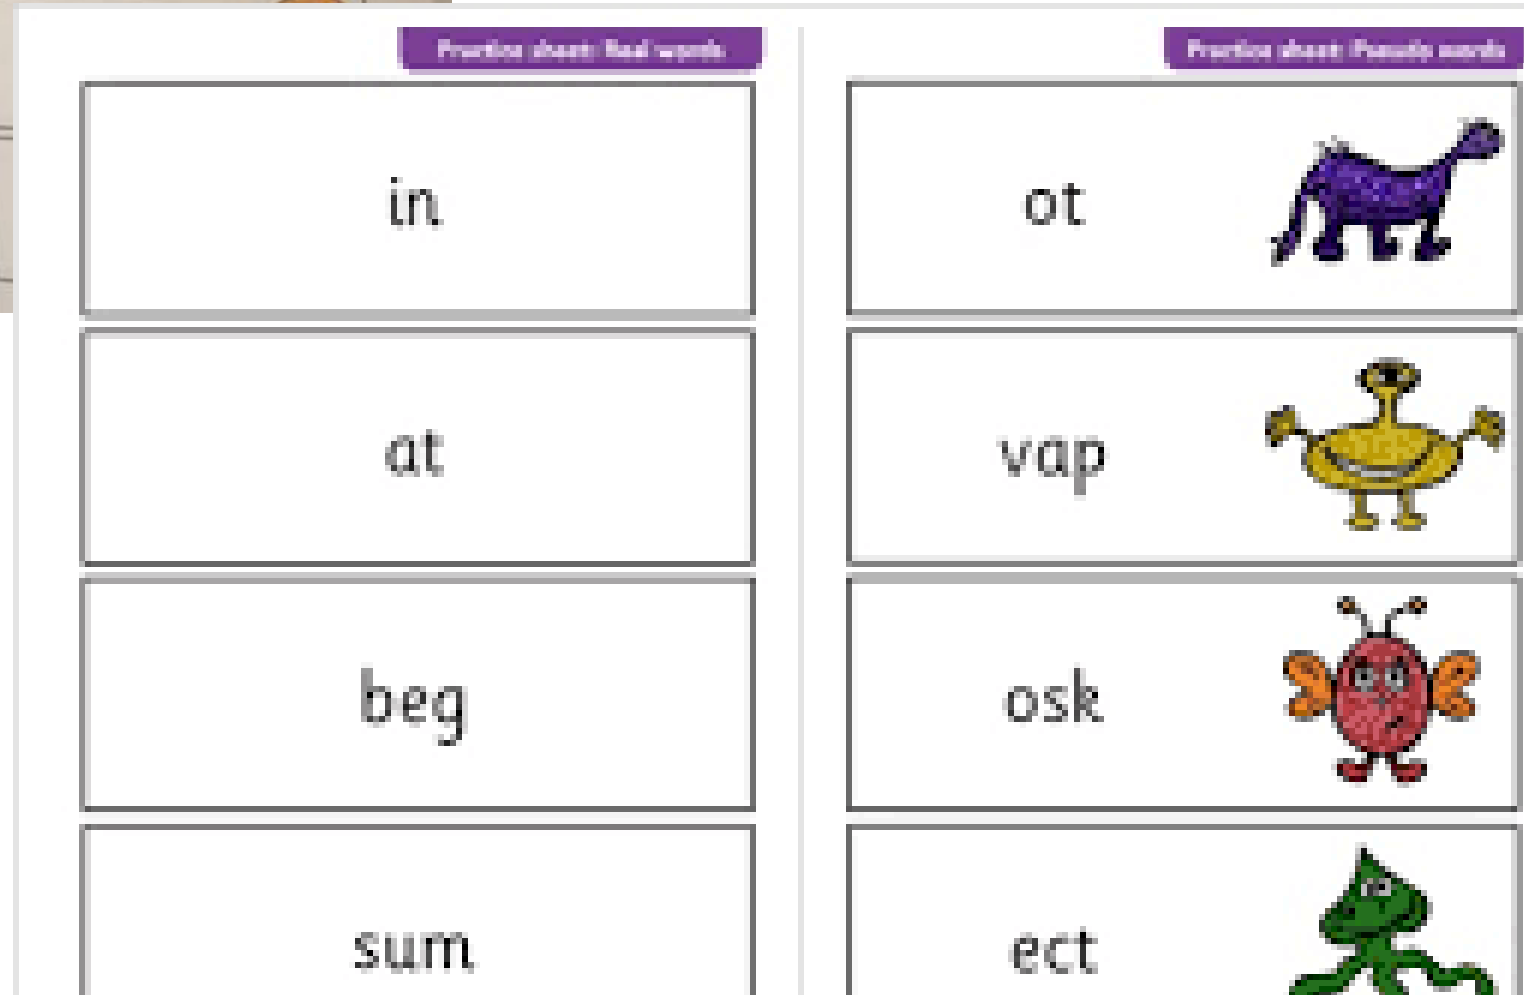 Practice sheet: Real words
in
at
beg
sum
Practice sheet: Pseudo words
ot
vap
osk
ect